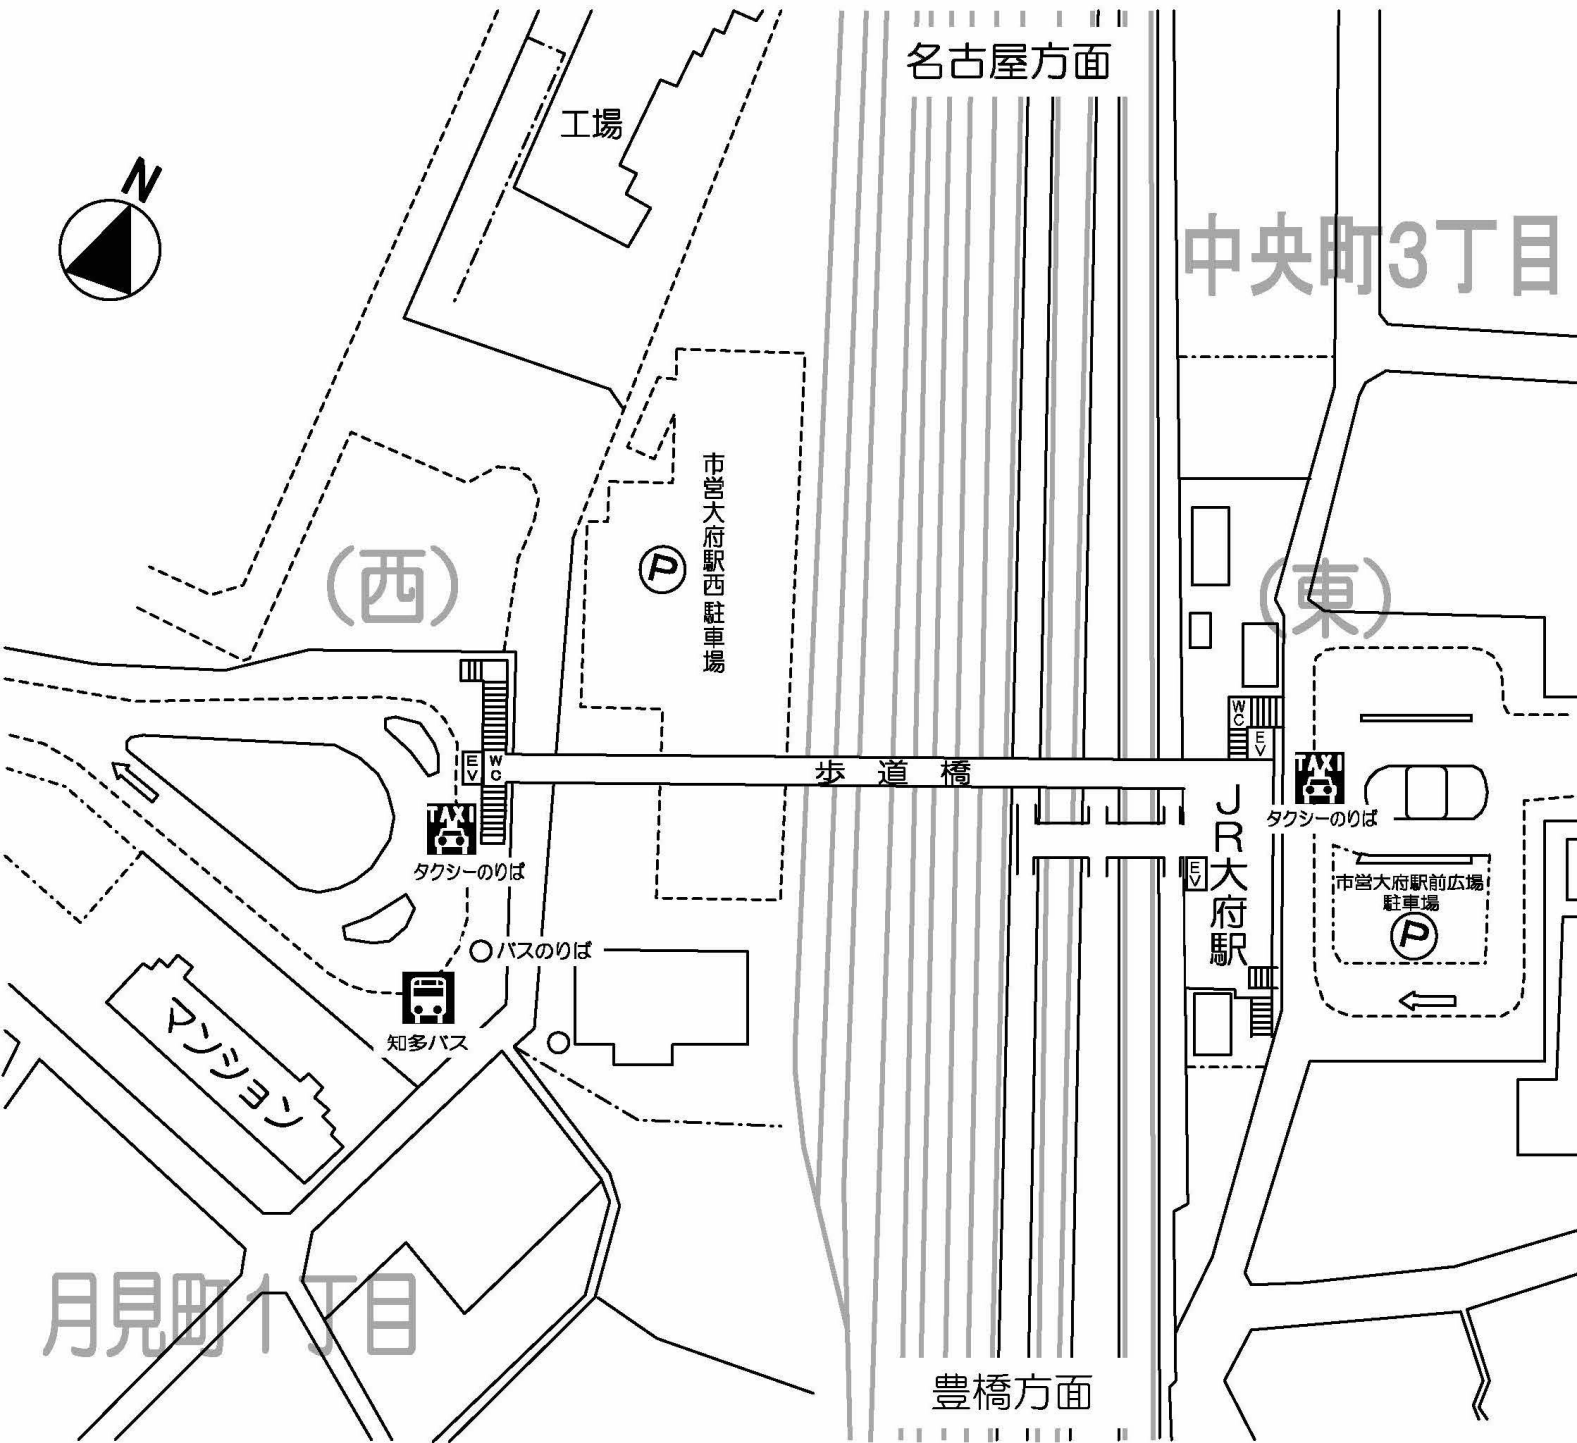 名古屋方面
工場
N
中央町3丁目
市営大府駅西駐車場
P
(西)
(東)
WC
EV
EV
WC
歩道橋
TAXI
タクシーのりば
TAXI
タクシーのりば
JR大府駅
EV
市営大府駅前広場
駐車場
P
バスのりば
知多バス
マンション
月見町1丁目
豊橋方面